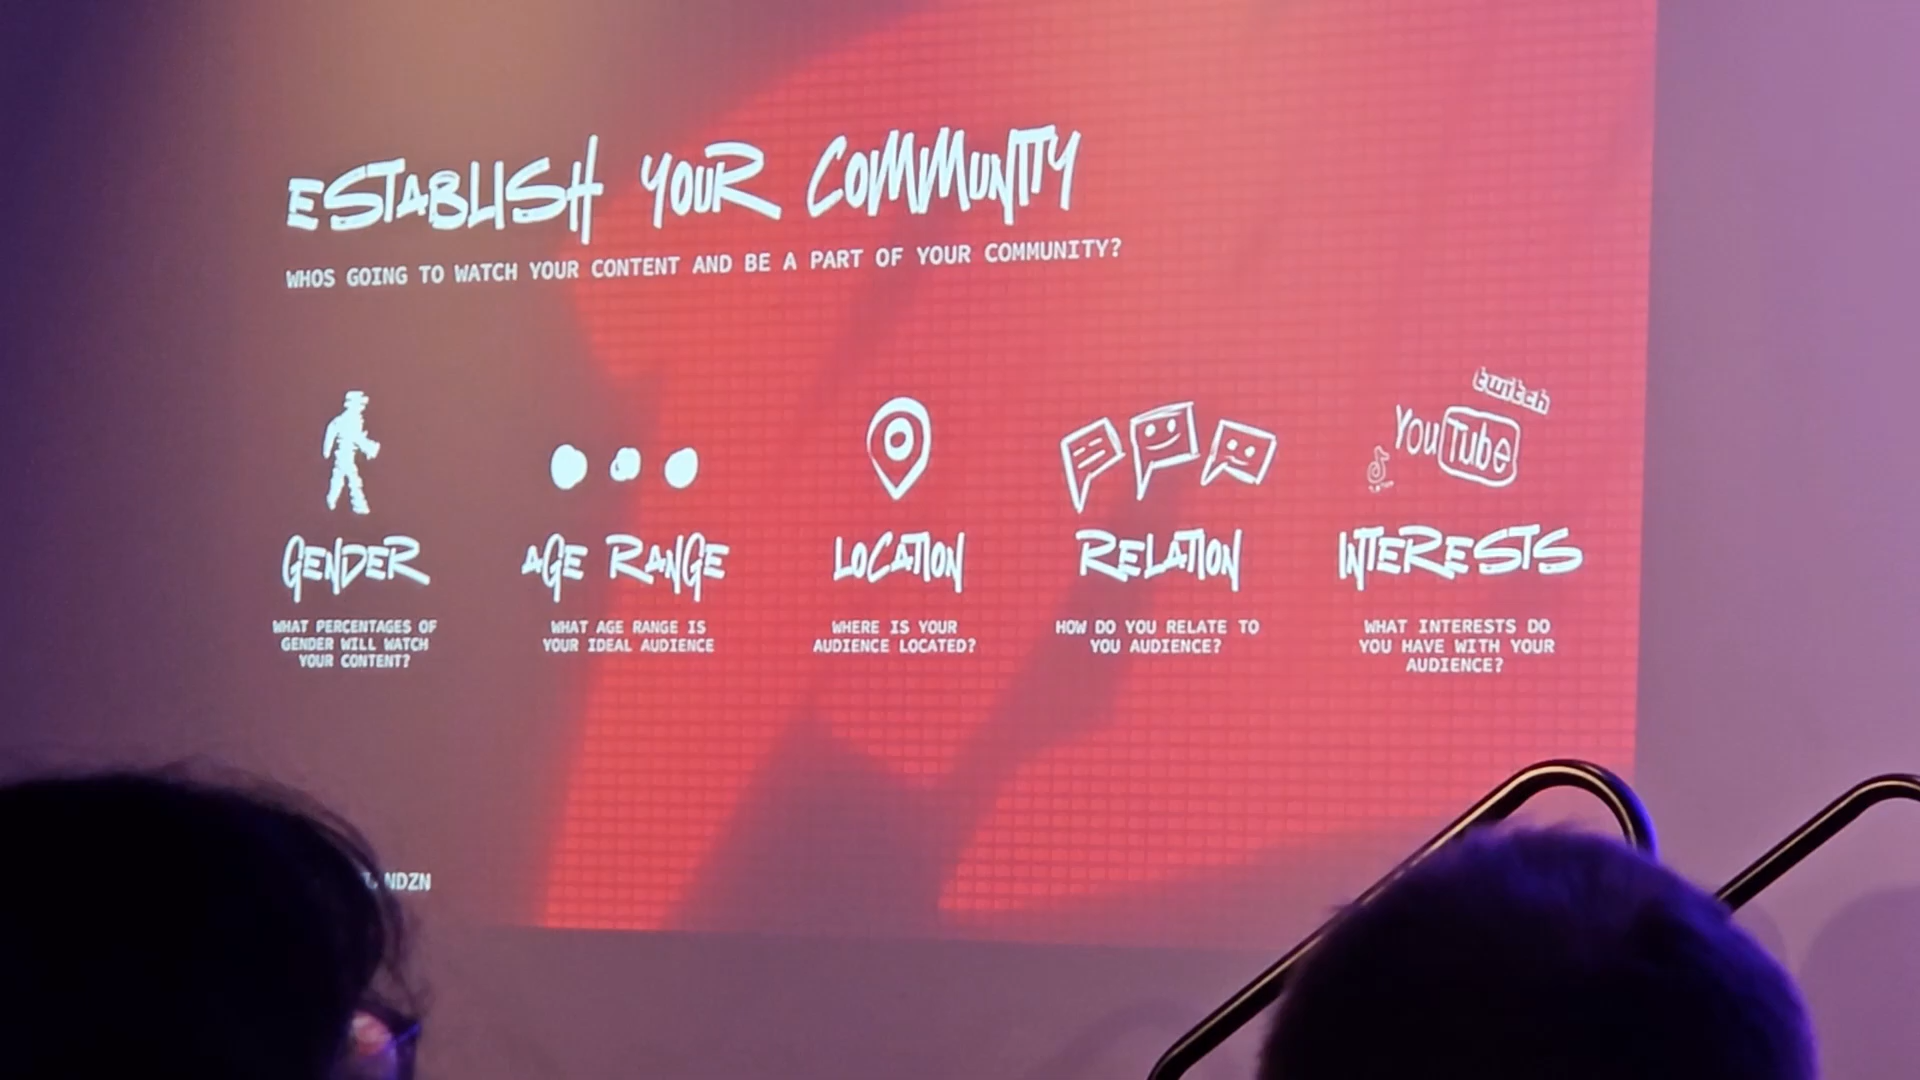 ESTABLISH YOUR COMMUNITY
WHOS GOING TO WATCH YOUR CONTENT AND BE A PART OF YOUR COMMUNITY?
twitch
YouTube
GENDER
WHAT PERCENTAGES OF
GENDER WILL WATCH
YOUR CONTENT?
AGE RANGE
WHAT AGE RANGE IS
YOUR IDEAL AUDIENCE
LOCATION
WHERE IS YOUR
AUDIENCE LOCATED?
RELATION
HOW DO YOU RELATE TO
YOU AUDIENCE?
INTERESTS
WHAT INTERESTS DO
YOU HAVE WITH YOUR
AUDIENCE?
NDZN